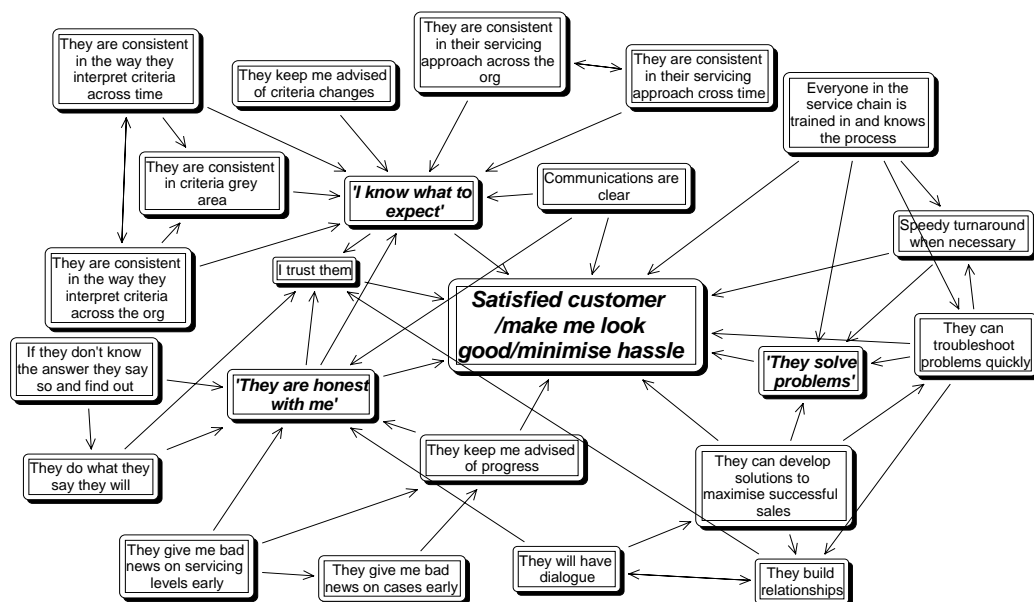 They are consistent
in the way they
interpret criteria
across time
They keep me advised
of criteria changes
They are consistent
in their servicing
approach across the
org
They are consistent
in their servicing
approach cross time
Everyone in the
service chain is
trained in and knows
the process
They are consistent
in criteria grey
area
'I know what to
expect'
Communications are
clear
Speedy turnaround
when necessary
They are consistent
in the way they
interpret criteria
across the org
I trust them
Satisfied customer
/make me look
good/minimise hassle
They can
troubleshoot
problems quickly
If they don't know
the answer they say
so and find out
'They are honest
with me'
'They solve
problems'
They do what they
say they will
They keep me advised
of progress
They can develop
solutions to
maximise successful
sales
They give me bad
news on servicing
levels early
They give me bad
news on cases early
They will have
dialogue
They build
relationships